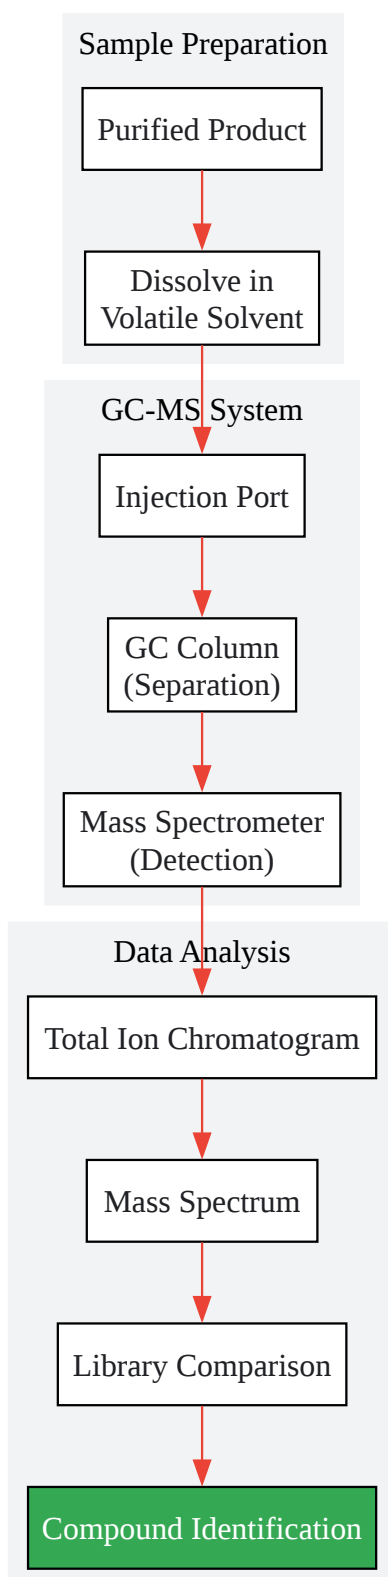 Sample Preparation
Purified Product
Dissolve in
Volatile Solvent
GC-MS System
Injection Port
GC Column
(Separation)
Mass Spectrometer
(Detection)
Data Analysis
Total Ion Chromatogram
Mass Spectrum
Library Comparison
Compound Identification